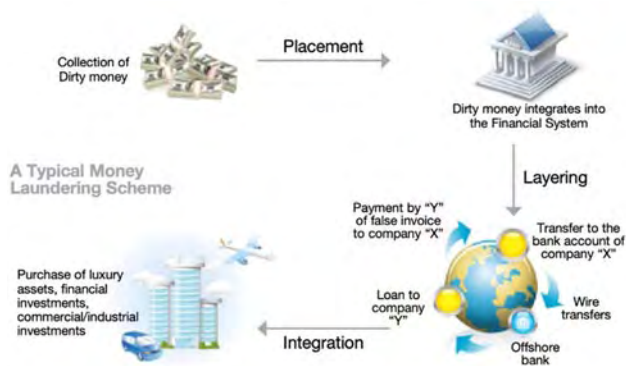 Placement
Collection of
Dirty money
Dirty money integrates into
the Financial System
A Typical Money
Laundering Scheme
Layering
Payment by "Y"
of false invoice
to company "X"
Transfer to the
bank account of
company "X"
Purchase of luxury
assets, financial
investments,
commercial/industrial
investments
Loan to
company
"Y"
Wire
transfers
Integration
Offshore
bank